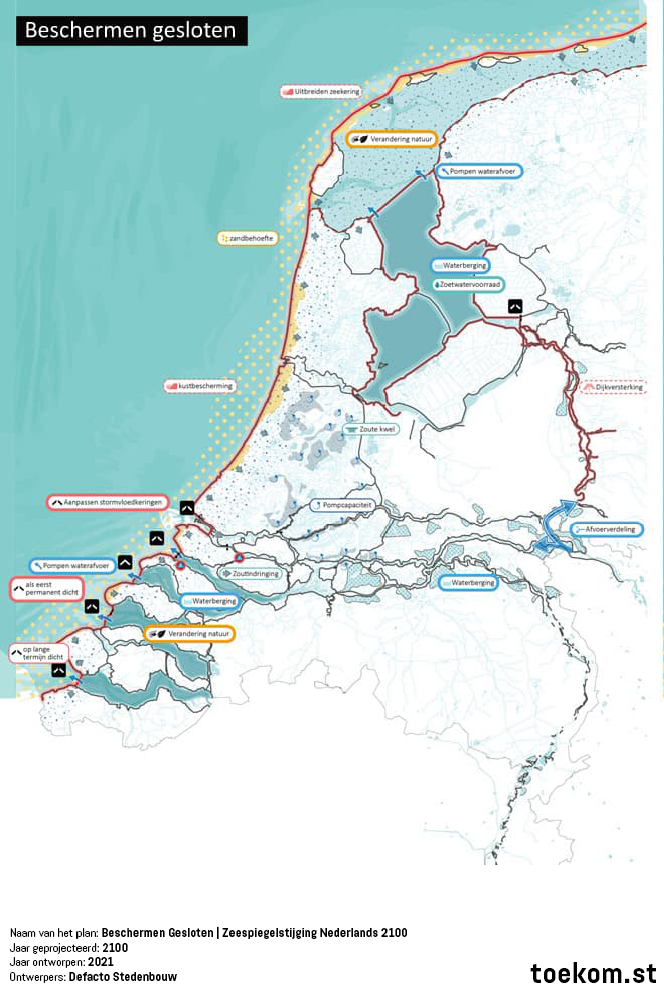 Beschermen gesloten
Uitbreiden zeekering
Verandering natuur
Pompen waterafvoer
zandbehoefte
Waterberging
Zoetwatervoorraad
kustbescherming
Dijkversterking
Zoute kwel
Aanpassen stormvloedkeringen
Pompcapaciteit
Afvoerverdeling
Pompen waterafvoer
Zoutindringing
als eerst
permanent dicht
Waterberging
Waterberging
Verandering natuur
op lange
termijn dicht
Naam van het plan: Beschermen Gesloten | Zeespiegelstijging Nederlands 2100
Jaar geprojecteerd: 2100
Jaar ontworpen: 2021
Ontwerpers: Defacto Stedenbouw
toekom.st